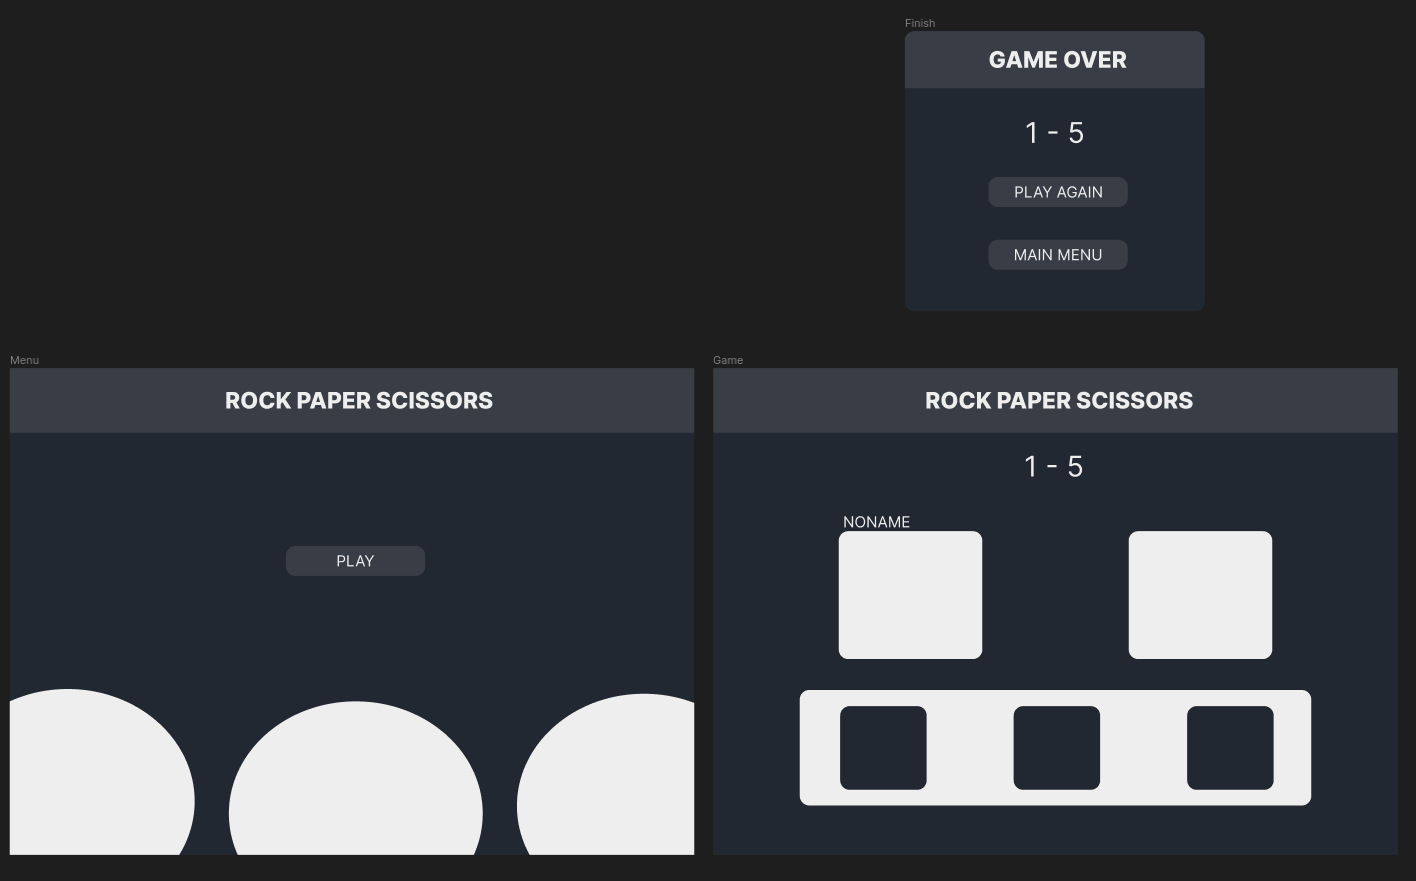 Finish
GAME OVER
1 - 5
PLAY AGAIN
MAIN MENU
Menu
ROCK PAPER SCISSORS
PLAY
Game
ROCK PAPER SCISSORS
1 - 5
NONAME